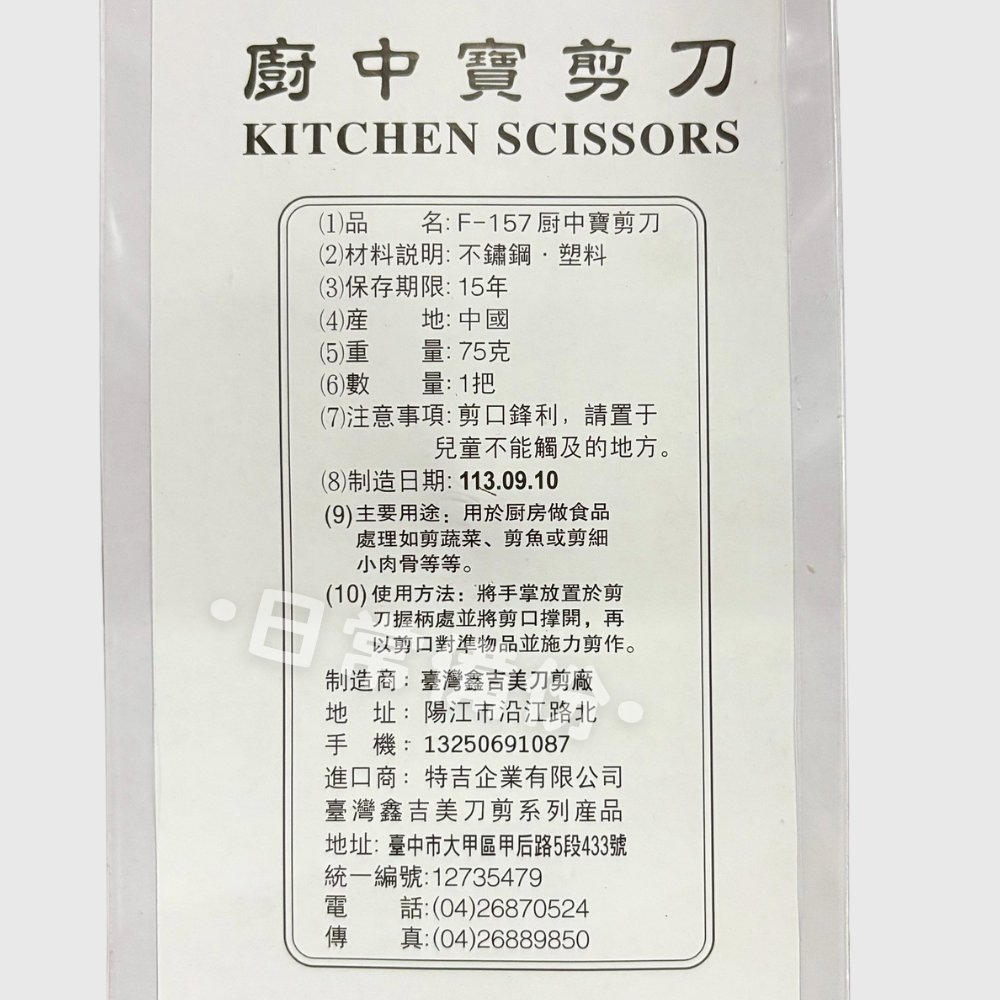 廚中寶剪刀
KITCHEN SCISSORS
(1)品　　名: F-157 厨中寶剪刀
(2)材料説明: 不鏽鋼・塑料
(3)保存期限: 15年
(4)産　　地: 中國
(5)重　　量: 75克
(6)數　　量: 1把
(7)注意事項: 剪口鋒利，請置于
兒童不能觸及的地方。
(8)制造日期: 113.09.10
(9)主要用途：用於厨房做食品
處理如剪蔬菜、剪魚或剪細
小肉骨等等。
(10)使用方法：將手掌放置於剪
刀握柄處並將剪口撐開，再
以剪口對準物品並施力剪作。
制造商：臺灣鑫吉美刀剪廠
地　址：陽江市沿江路北
手　機：13250691087
進口商：特吉企業有限公司
臺灣鑫吉美刀剪系列産品
地址: 臺中市大甲區甲后路5段433號
統一編號:12735479
電　　話:(04)26870524
傳　　真:(04)26889850
•日常備份•